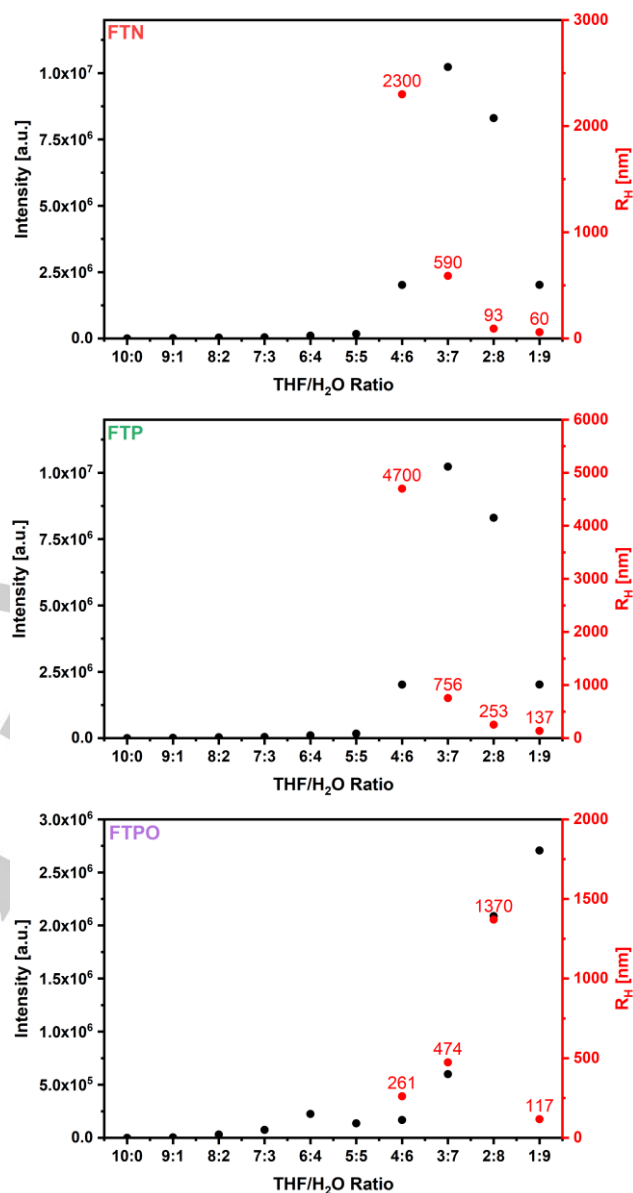 FTN
3000
2300
1.0x10⁷
7.5x10⁶
2000
Intensity [a.u.]
R_H [nm]
5.0x10⁶
1000
590
2.5x10⁶
93
60
0.0
0
10:0 9:1 8:2 7:3 6:4 5:5 4:6 3:7 2:8 1:9
THF/H₂O Ratio
FTP
6000
1.0x10⁷
4700
5000
7.5x10⁶
4000
Intensity [a.u.]
R_H [nm]
3000
5.0x10⁶
2000
2.5x10⁶
756
1000
253
137
0.0
0
10:0 9:1 8:2 7:3 6:4 5:5 4:6 3:7 2:8 1:9
THF/H₂O Ratio
3.0x10⁶
FTPO
2000
2.5x10⁶
1370
1500
2.0x10⁶
Intensity [a.u.]
R_H [nm]
1.5x10⁶
1000
1.0x10⁶
474
500
5.0x10⁵
261
117
0.0
0
10:0 9:1 8:2 7:3 6:4 5:5 4:6 3:7 2:8 1:9
THF/H₂O Ratio